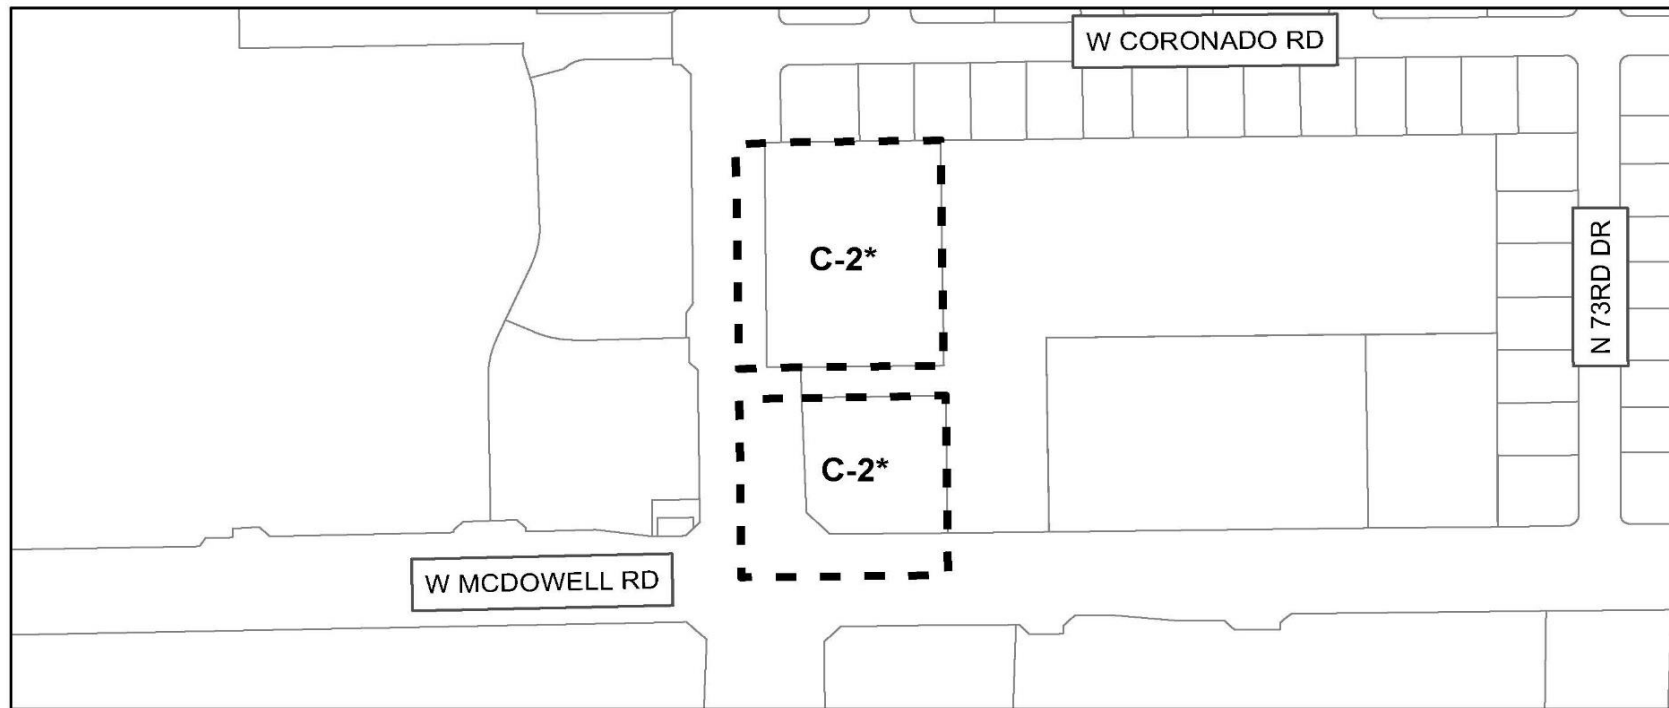 W CORONADO RD
C-2*
N 73RD DR
C-2*
W MCDOWELL RD